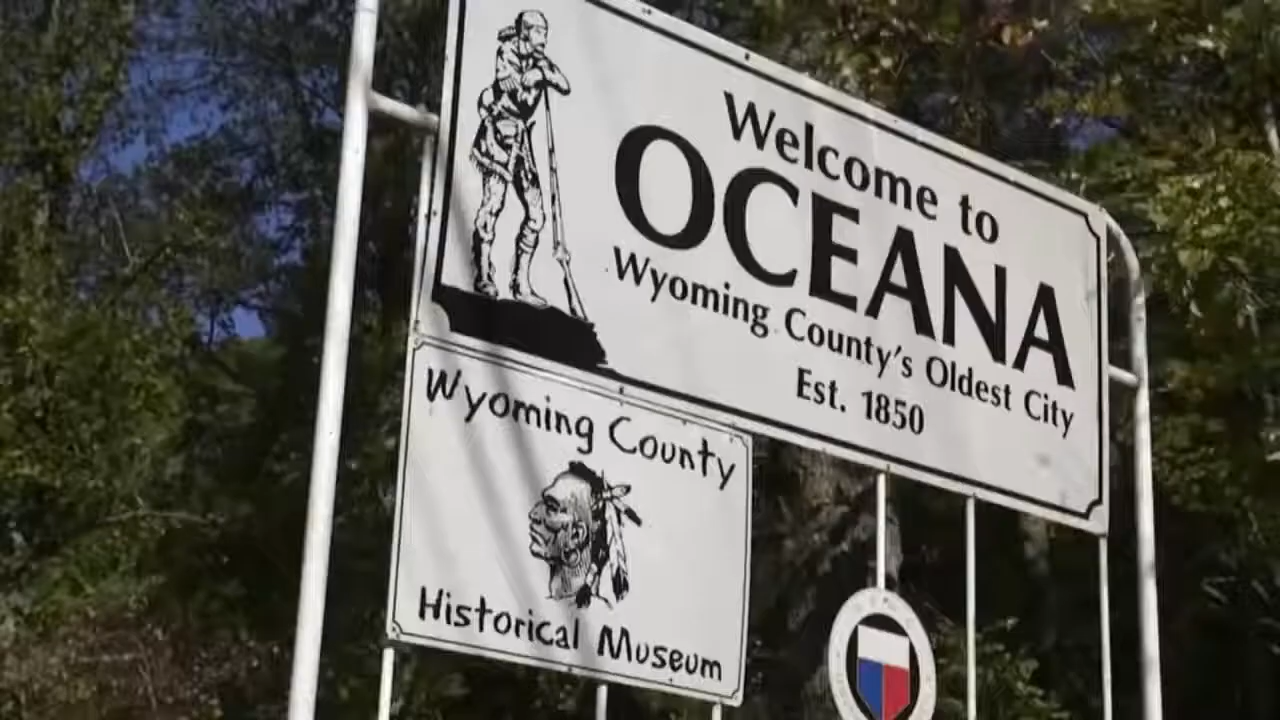 Welcome to
OCEANA
Wyoming County's Oldest City
Est. 1850
Wyoming County
Historical Museum